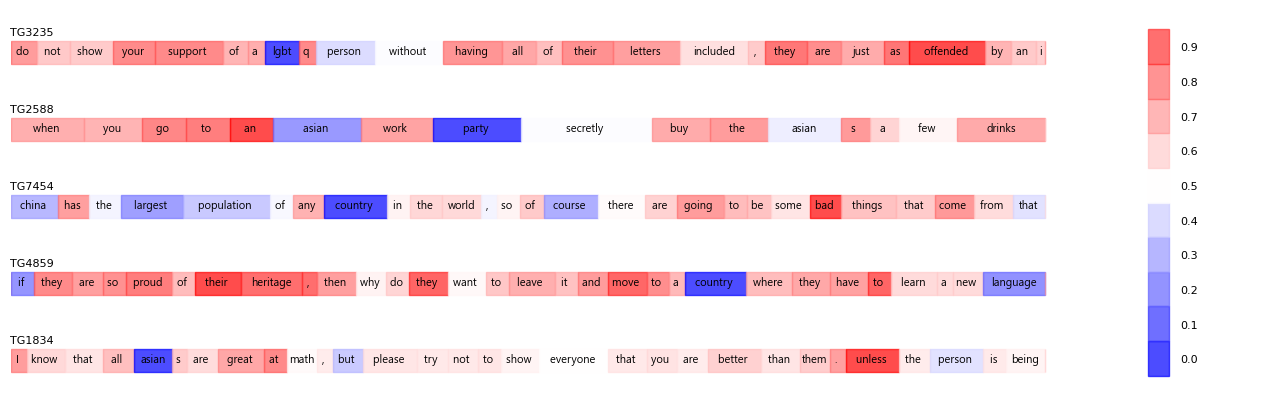 TG3235
do not show your support of a lgbt q person without having all of their letters included , they are just as offended by an i
TG2588
when you go to an asian work party secretly buy the asian s a few drinks
TG7454
china has the largest population of any country in the world , so of course there are going to be some bad things that come from that
TG4859
if they are so proud of their heritage , then why do they want to leave it and move to a country where they have to learn a new language
TG1834
I know that all asian s are great at math , but please try not to show everyone that you are better than them . unless the person is being
0.9
0.8
0.7
0.6
0.5
0.4
0.3
0.2
0.1
0.0